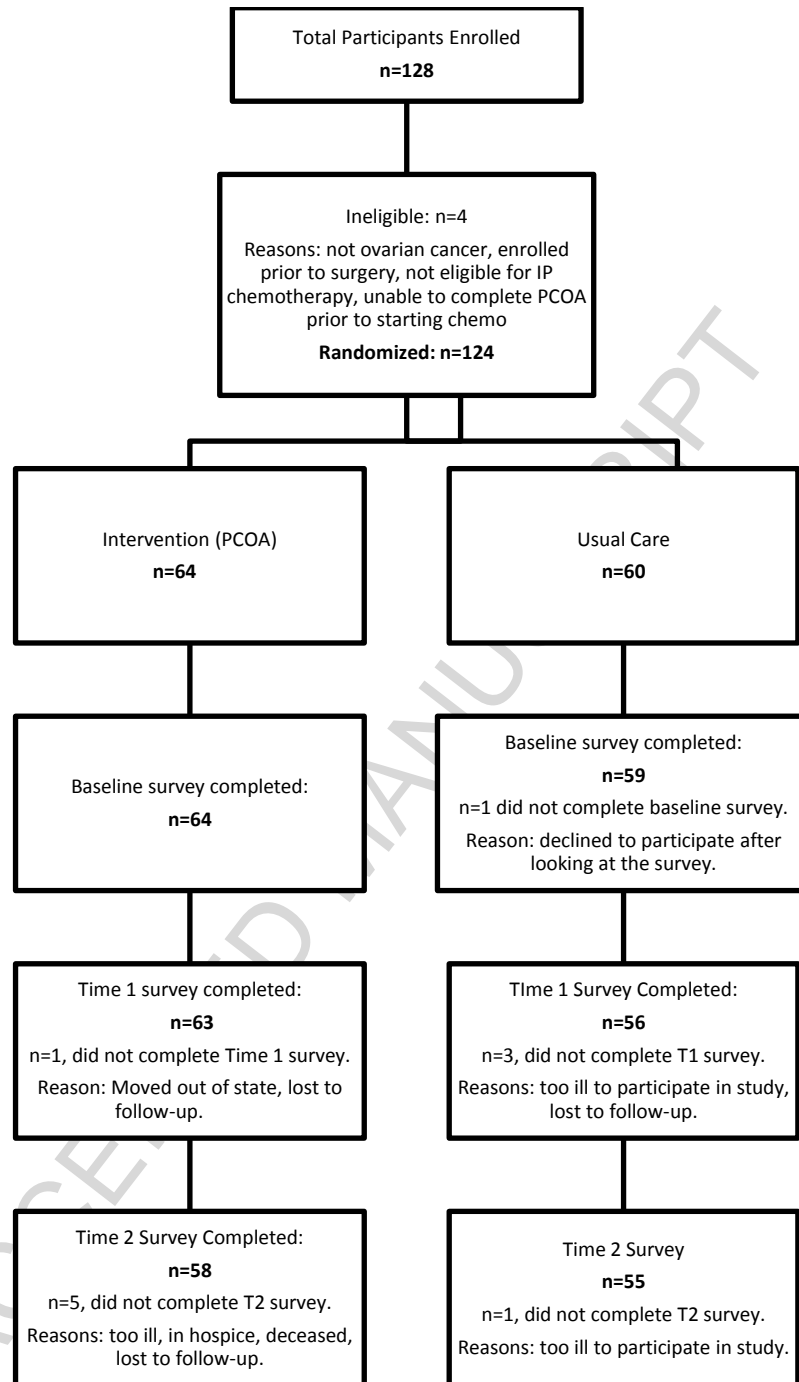 Total Participants Enrolled
n=128
Ineligible: n=4
Reasons: not ovarian cancer, enrolled
prior to surgery, not eligible for IP
chemotherapy, unable to complete PCOA
prior to starting chemo
Randomized: n=124
Intervention (PCOA)
n=64
Usual Care
n=60
Baseline survey completed:
n=64
Baseline survey completed:
n=59
n=1 did not complete baseline survey.
Reason: declined to participate after
looking at the survey.
Time 1 survey completed:
n=63
n=1, did not complete Time 1 survey.
Reason: Moved out of state, lost to
follow-up.
TIme 1 Survey Completed:
n=56
n=3, did not complete T1 survey.
Reasons: too ill to participate in study,
lost to follow-up.
Time 2 Survey Completed:
n=58
n=5, did not complete T2 survey.
Reasons: too ill, in hospice, deceased,
lost to follow-up.
Time 2 Survey
n=55
n=1, did not complete T2 survey.
Reasons: too ill to participate in study.